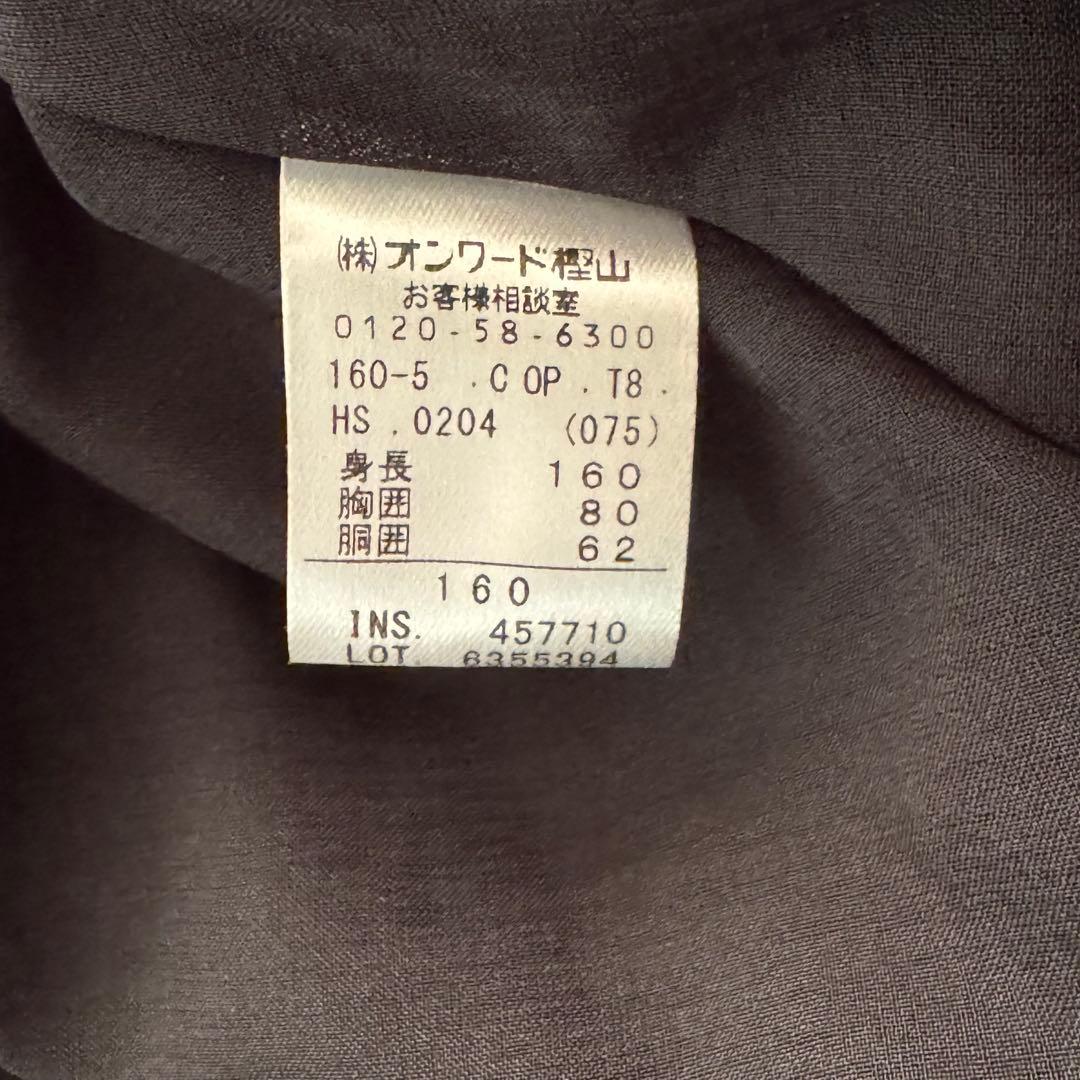 (株)オンワード樫山
お客様相談室
0120-58-6300
160-5 .C OP . T8 .
HS .0204 (075)
身長 160
胸囲 80
胴囲 62
160
INS. 457710
LOT. 6355394